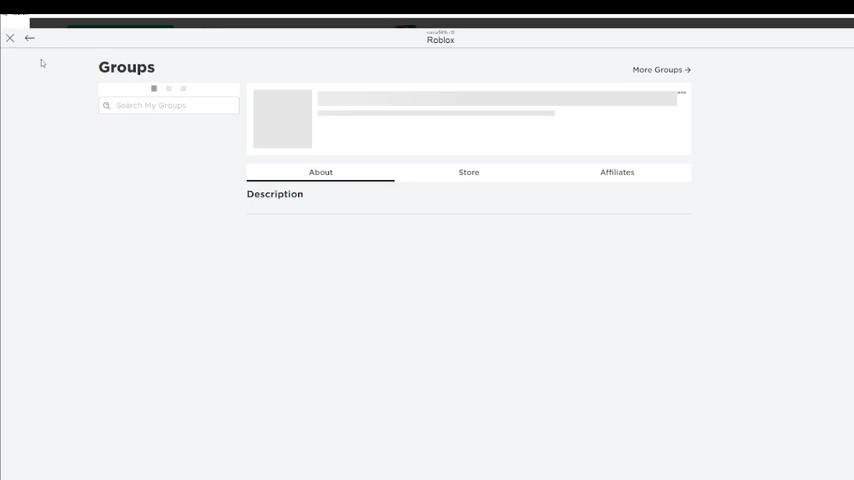 Roblox
Groups
More Groups →
Search My Groups
About
Store
Affiliates
Description